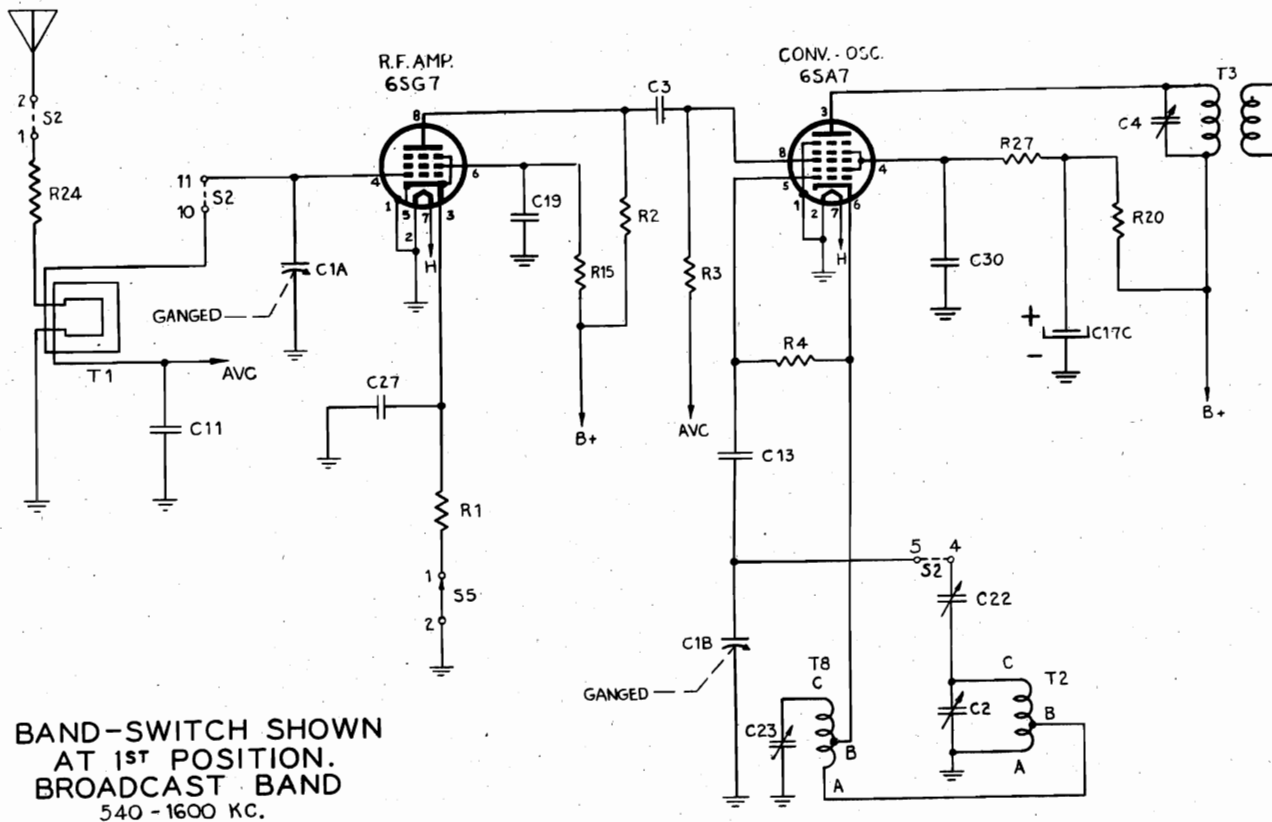 R.F. AMP.
6SG7
CONV. - OSC.
6SA7
T3
C3
C4
2
S2
1
R24
11
S2
10
8
4
6
1
5
2
7
3
H
C19
R15
R2
R3
3
8
5
4
1
2
7
6
H
R27
R20
C30
+
C17C
-
C1A
GANGED
T1
AVC
C11
C27
B+
AVC
R4
B+
C13
R1
1
S5
2
5
4
S2
C22
C1B
GANGED
T8
C
C23
B
A
C
T2
C2
B
A
BAND-SWITCH SHOWN
AT 1ST POSITION.
BROADCAST BAND
540 - 1600 KC.